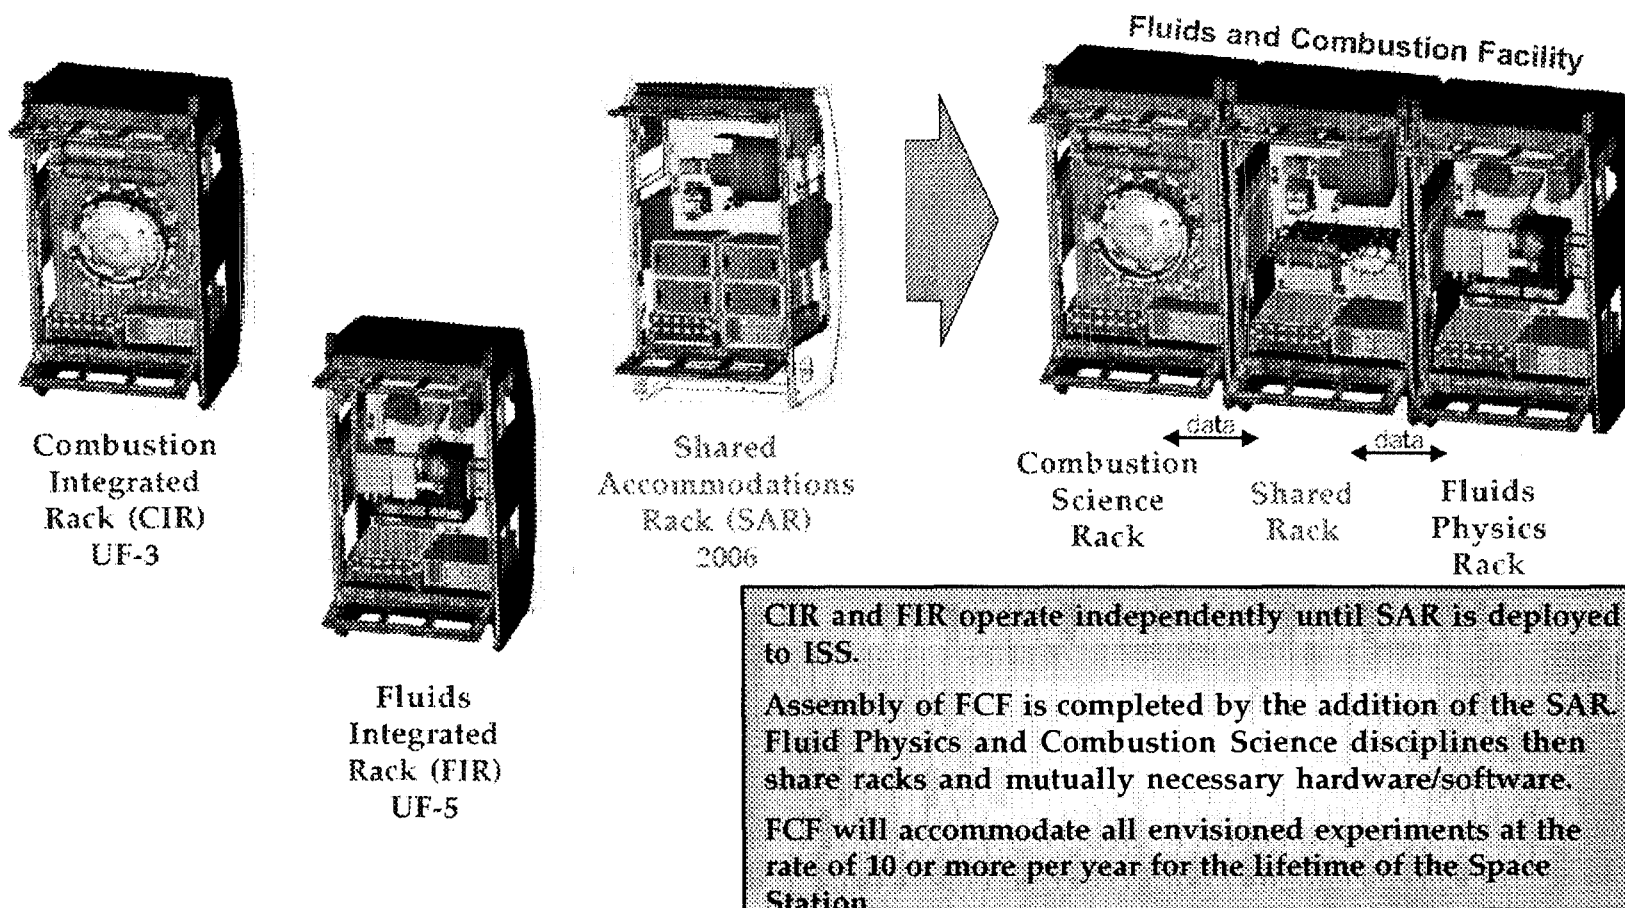 Fluids and Combustion Facility
Combustion
Integrated
Rack (CIR)
UF-3
Fluids
Integrated
Rack (FIR)
UF-5
Shared
Accommodations
Rack (SAR)
2006
data
data
Combustion
Science
Rack
Shared
Rack
Fluids
Physics
Rack
CIR and FIR operate independently until SAR is deployed
to ISS.
Assembly of FCF is completed by the addition of the SAR.
Fluid Physics and Combustion Science disciplines then
share racks and mutually necessary hardware/software.
FCF will accommodate all envisioned experiments at the
rate of 10 or more per year for the lifetime of the Space
Station